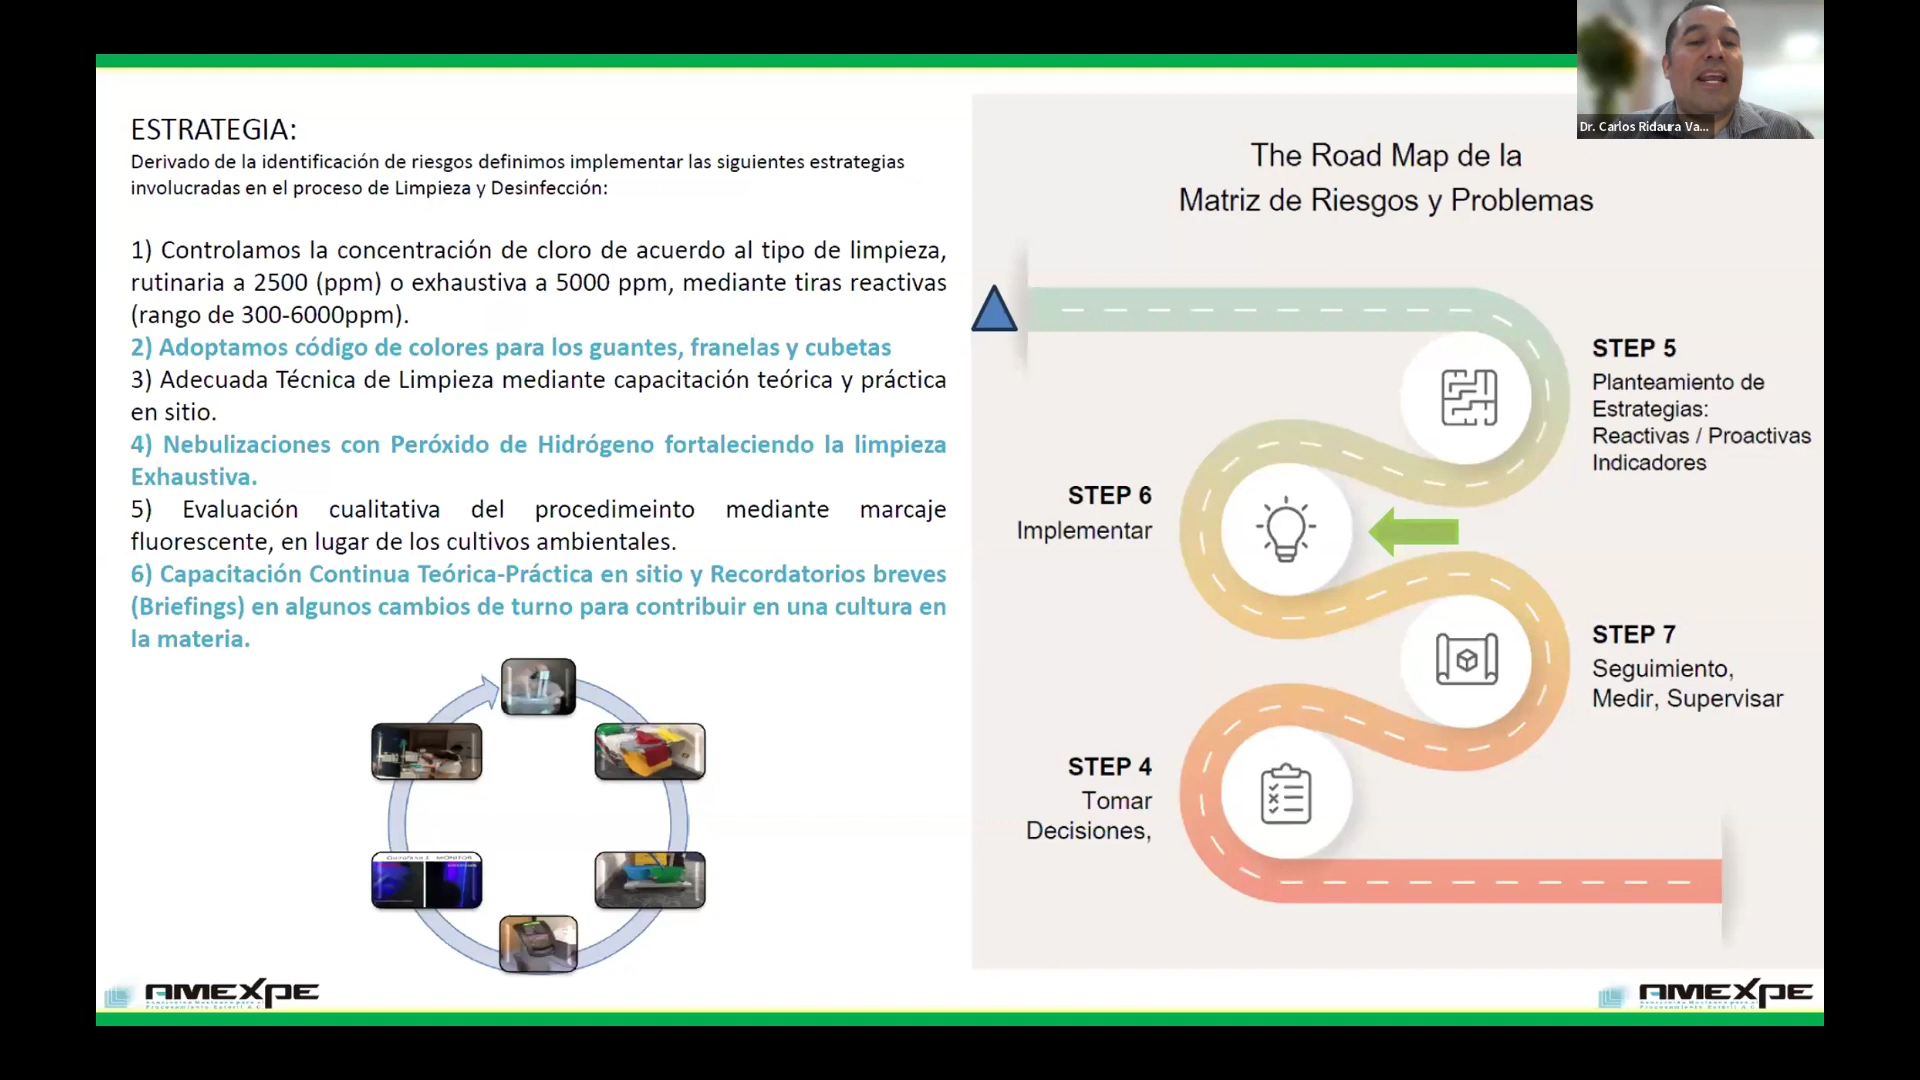 ESTRATEGIA:
Derivado de la identificación de riesgos definimos implementar las siguientes estrategias
involucradas en el proceso de Limpieza y Desinfección:
1) Controlamos la concentración de cloro de acuerdo al tipo de limpieza,
rutinaria a 2500 (ppm) o exhaustiva a 5000 ppm, mediante tiras reactivas
(rango de 300-6000ppm).
2) Adoptamos código de colores para los guantes, franelas y cubetas
3) Adecuada Técnica de Limpieza mediante capacitación teórica y práctica
en sitio.
4) Nebulizaciones con Peróxido de Hidrógeno fortaleciendo la limpieza
Exhaustiva.
5) Evaluación cualitativa del procedimeinto mediante marcaje
fluorescente, en lugar de los cultivos ambientales.
6) Capacitación Continua Teórica-Práctica en sitio y Recordatorios breves
(Briefings) en algunos cambios de turno para contribuir en una cultura en
la materia.
MONITOR
AMEXPE
Dr. Carlos Ridaura Va...
The Road Map de la
Matriz de Riesgos y Problemas
STEP 5
Planteamiento de
Estrategias:
Reactivas / Proactivas
Indicadores
STEP 6
Implementar
STEP 7
Seguimiento,
Medir, Supervisar
STEP 4
Tomar
Decisiones,
AMEXPE